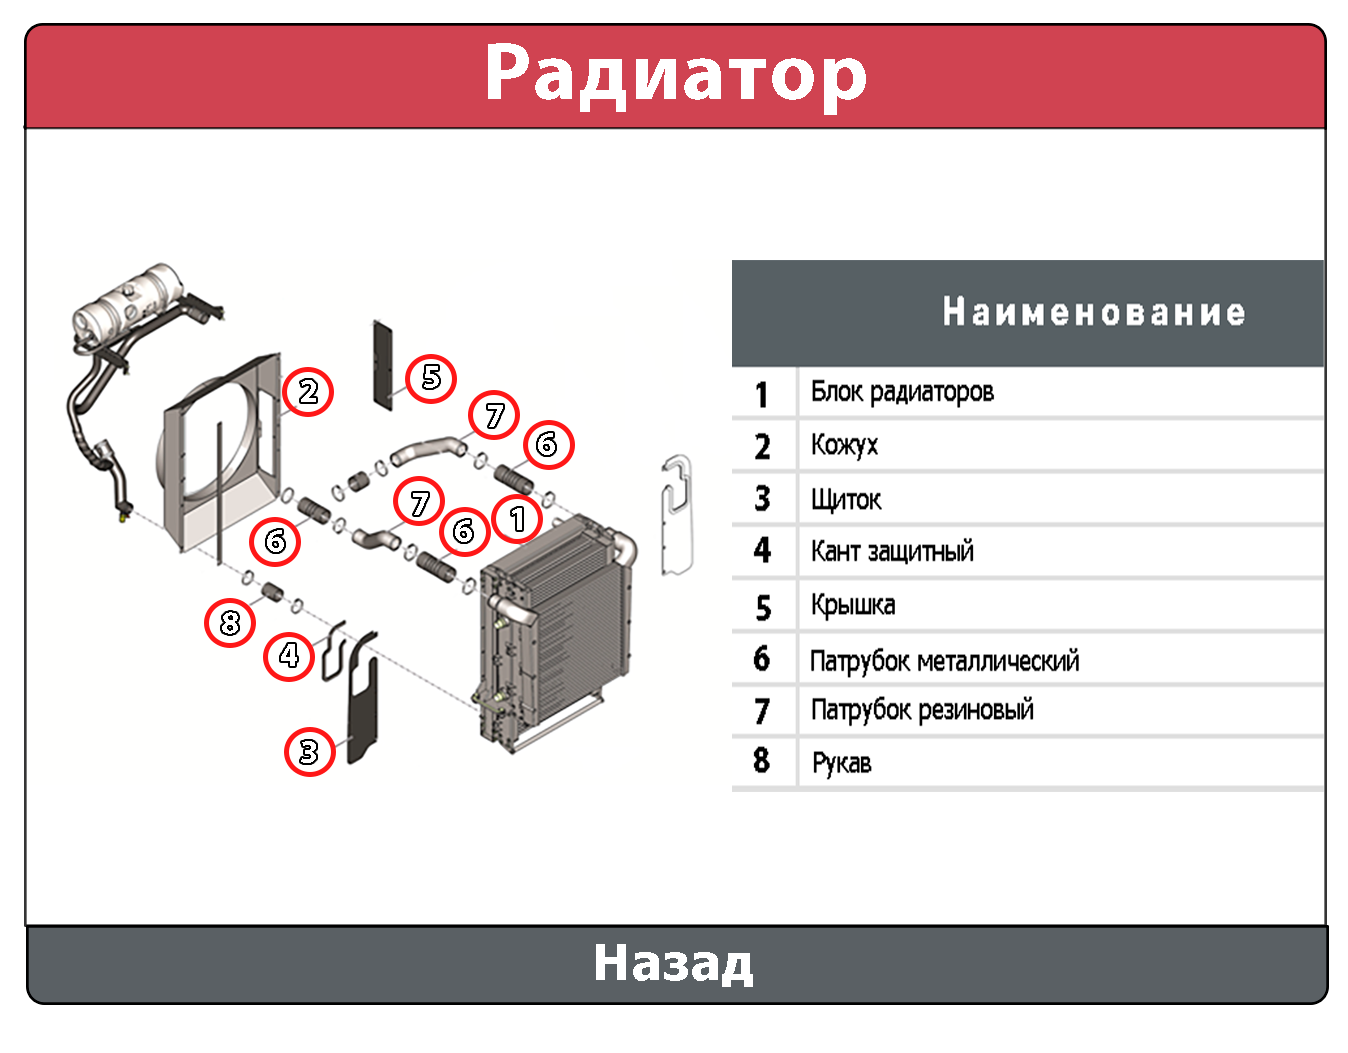 Радиатор
2
5
7
6
7
6
1
6
8
4
3
Наименование
1 Блок радиаторов
2 Кожух
3 Щиток
4 Кант защитный
5 Крышка
6 Патрубок металлический
7 Патрубок резиновый
8 Рукав
Назад